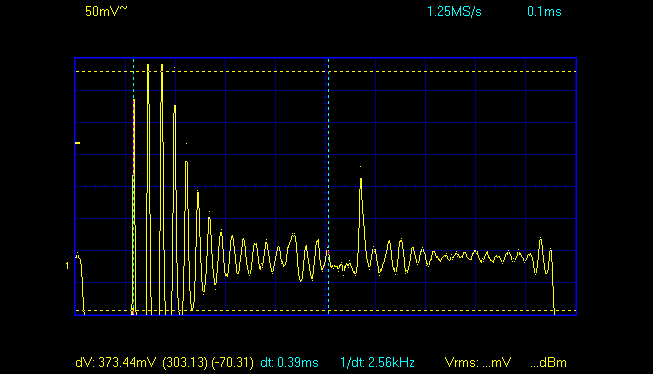 50mV~ 1.25MS/s 0.1ms
1
dV: 373.44mV (303.13) (-70.31) dt: 0.39ms 1/dt: 2.56kHz Vrms: ...mV ...dBm